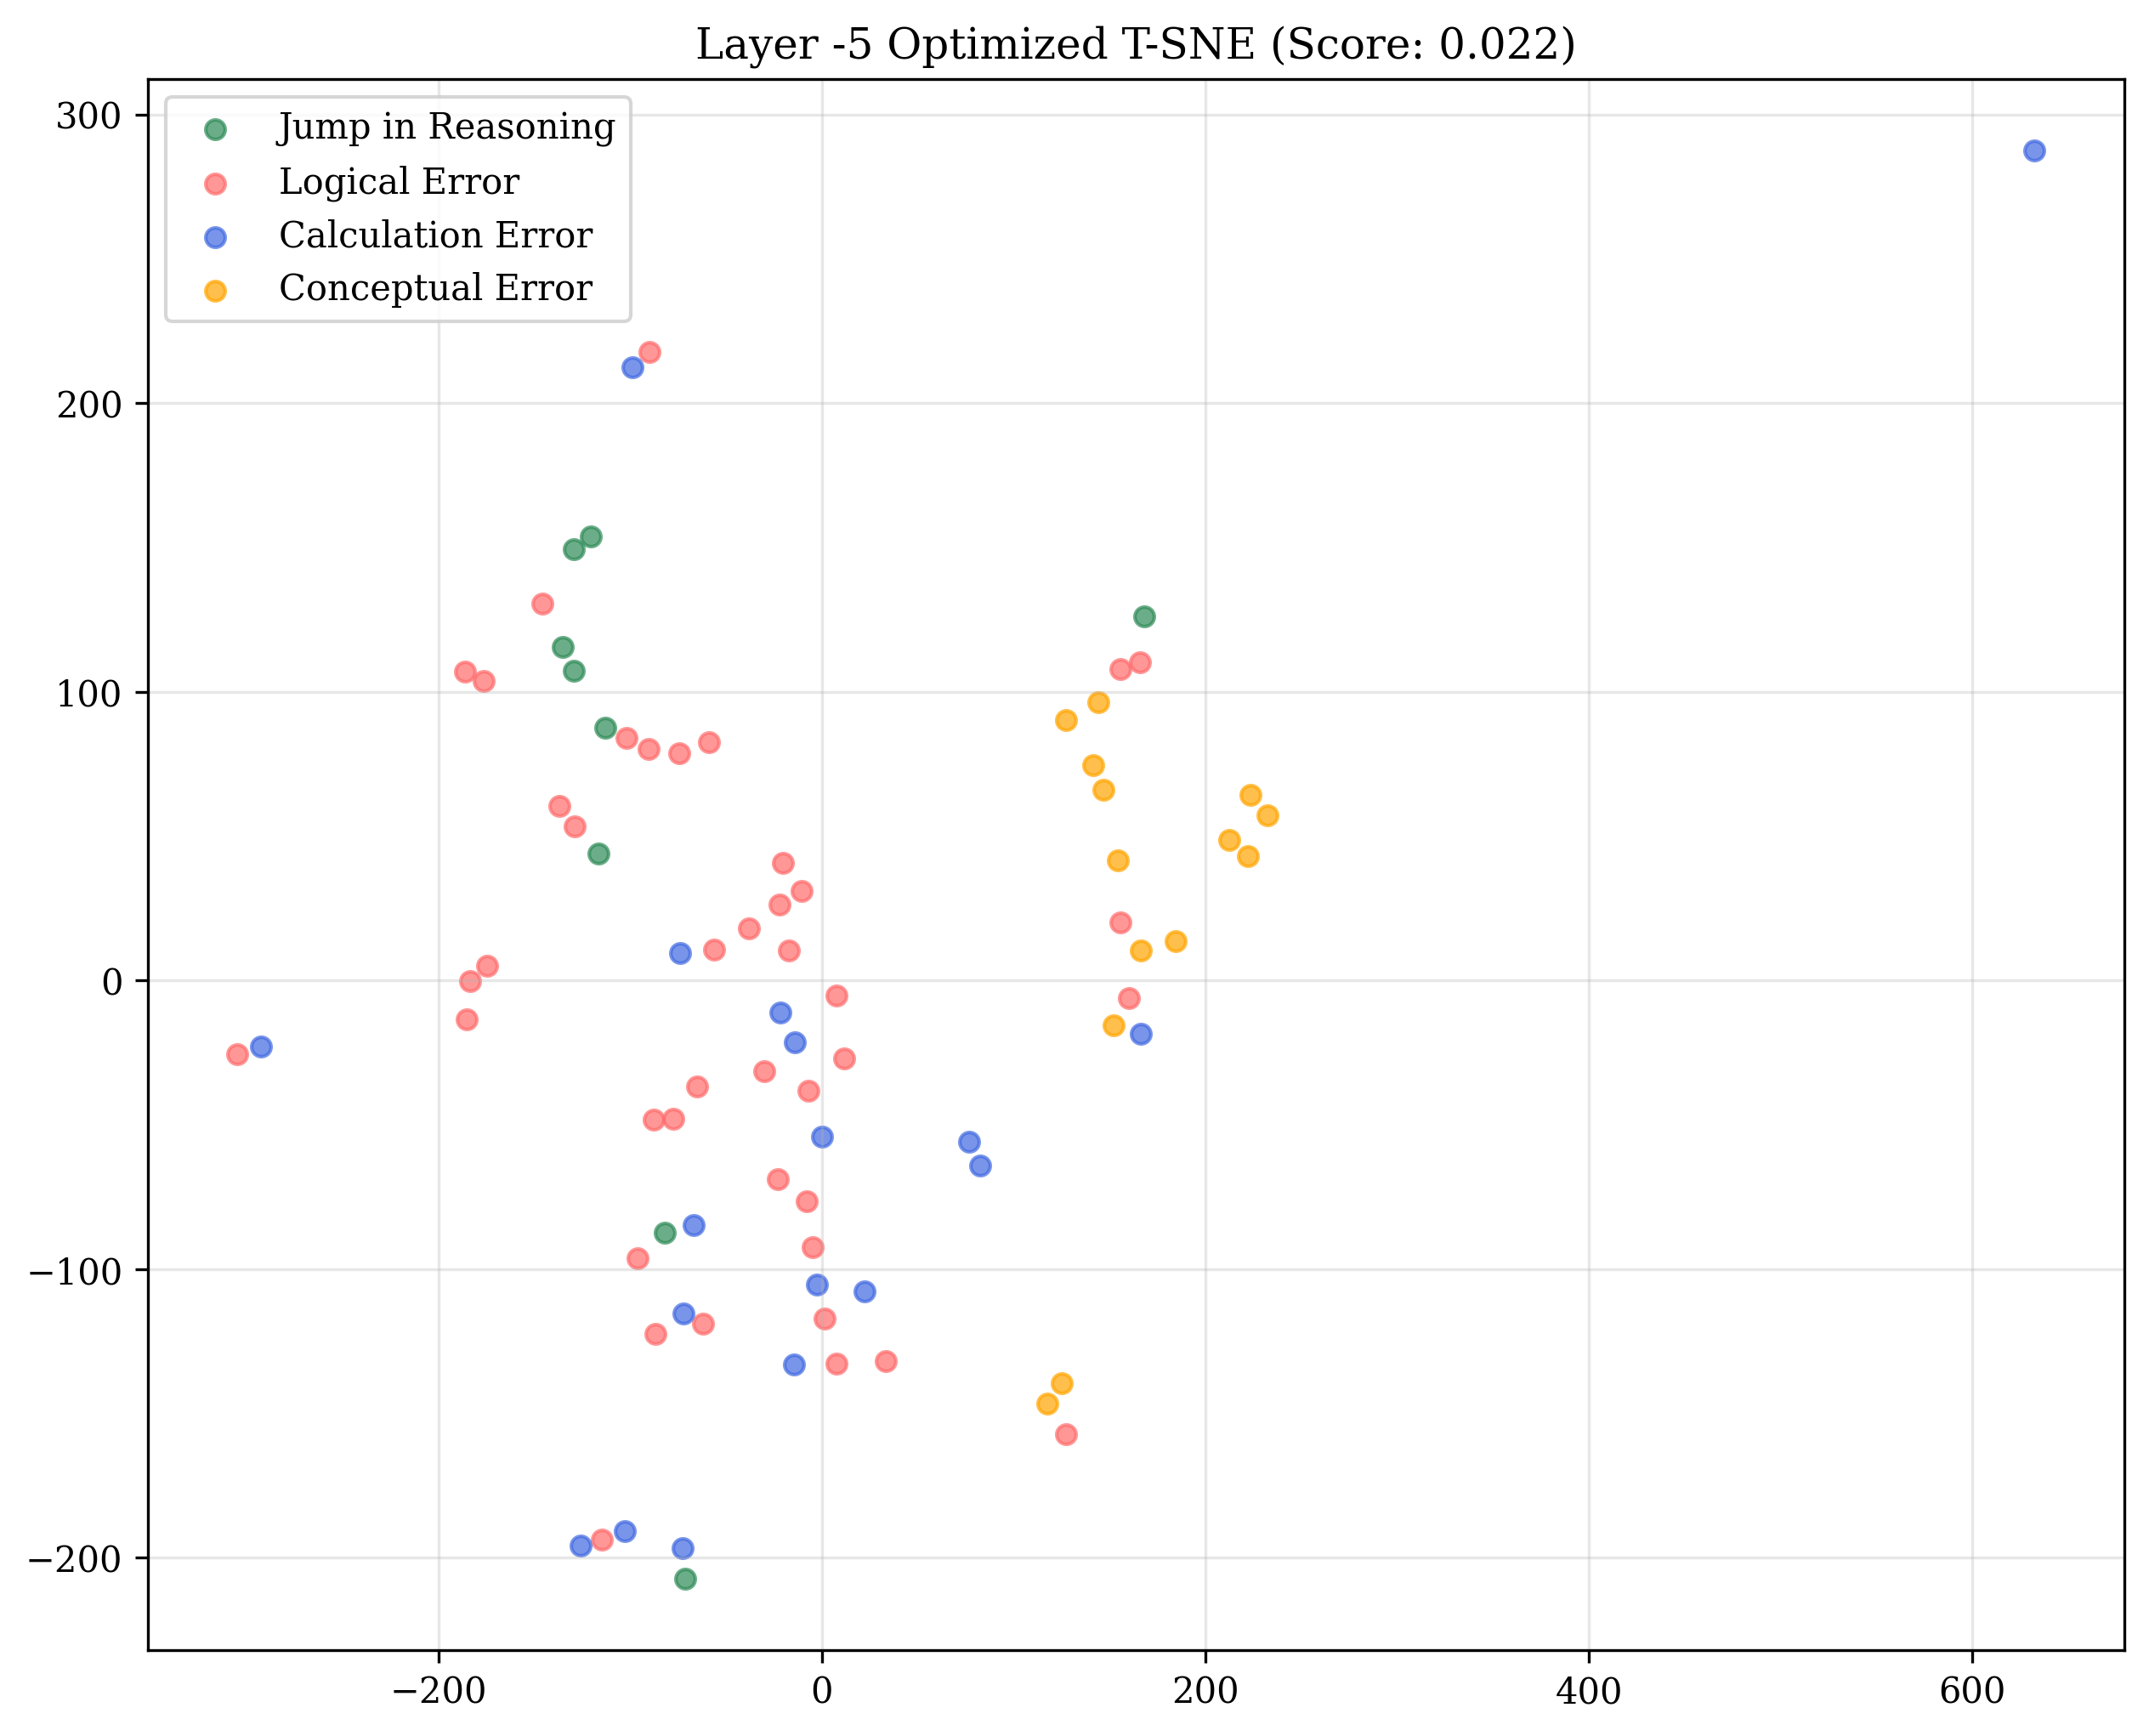 Layer -5 Optimized T-SNE (Score: 0.022)
Jump in Reasoning
Logical Error
Calculation Error
Conceptual Error
300
200
100
0
−100
−200
−200 0 200 400 600